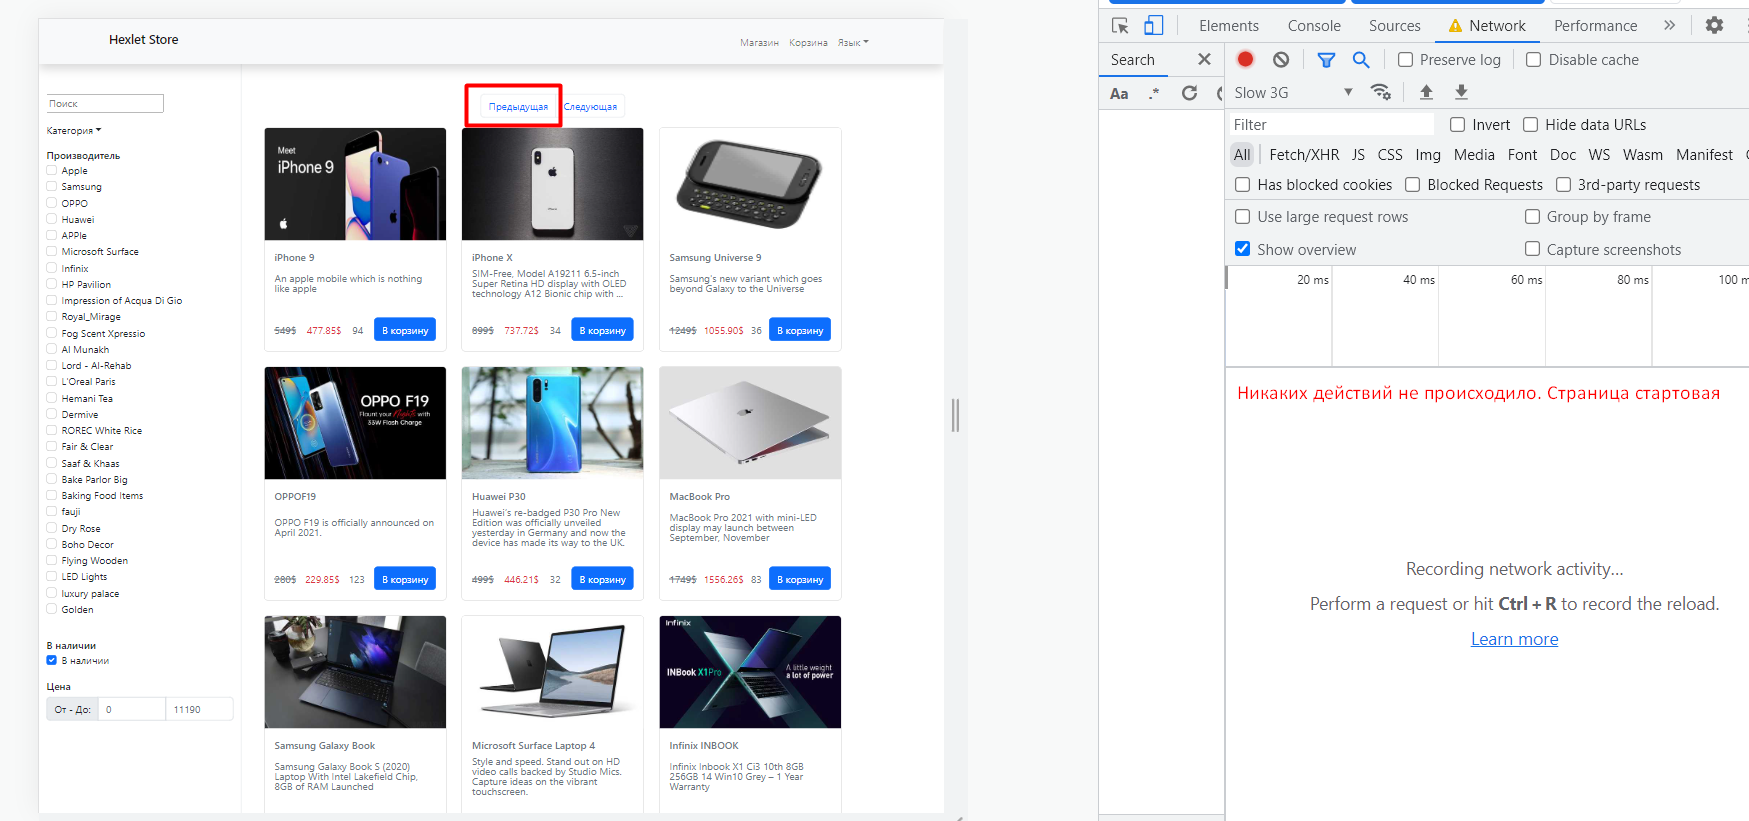 Hexlet Store
Магазин Корзина Язык
Поиск
Категория
Производитель
Apple
Samsung
OPPO
Huawei
APPle
Microsoft Surface
Infinix
HP Pavilion
Impression of Acqua Di Gio
Royal_Mirage
Fog Scent Xpressio
Al Munakh
Lord - Al-Rehab
L'Oreal Paris
Hemani Tea
Dermive
ROREC White Rice
Fair & Clear
Saaf & Khaas
Bake Parlor Big
Baking Food Items
fauji
Dry Rose
Boho Decor
Flying Wooden
LED Lights
luxury palace
Golden
В наличии
В наличии
Цена
От - До: 0 11190
Предыдущая Следующая
Meet
iPhone 9
iPhone 9
An apple mobile which is nothing
like apple
549$ 477.85$ 94 В корзину
iPhone X
SIM-Free, Model A19211 6.5-inch
Super Retina HD display with OLED
technology A12 Bionic chip with ...
899$ 737.72$ 34 В корзину
Samsung Universe 9
Samsung's new variant which goes
beyond Galaxy to the Universe
1249$ 1055.90$ 36 В корзину
OPPO F19
Flaunt your Nights with
33W Flash Charge
OPPOF19
OPPO F19 is officially announced on
April 2021.
280$ 229.85$ 123 В корзину
Huawei P30
Huawei's re-badged P30 Pro New
Edition was officially unveiled
yesterday in Germany and now the
device has made its way to the UK.
499$ 446.21$ 32 В корзину
MacBook Pro
MacBook Pro 2021 with mini-LED
display may launch between
September, November
1749$ 1556.26$ 83 В корзину
Samsung Galaxy Book
Samsung Galaxy Book S (2020)
Laptop With Intel Lakefield Chip,
8GB of RAM Launched
Microsoft Surface Laptop 4
Style and speed. Stand out on HD
video calls backed by Studio Mics.
Capture ideas on the vibrant
touchscreen.
Infinix
INBook X1Pro
A little weight
a lot of power
Infinix INBOOK
Infinix Inbook X1 Ci3 10th 8GB
256GB 14 Win10 Grey – 1 Year
Warranty
Elements Console Sources Network Performance
Search
Aa .*
Preserve log Disable cache
Slow 3G
Filter Invert Hide data URLs
All Fetch/XHR JS CSS Img Media Font Doc WS Wasm Manifest
Has blocked cookies Blocked Requests 3rd-party requests
Use large request rows Group by frame
Show overview Capture screenshots
20 ms 40 ms 60 ms 80 ms 100 m
Никаких действий не происходило. Страница стартовая
Recording network activity…
Perform a request or hit Ctrl + R to record the reload.
Learn more